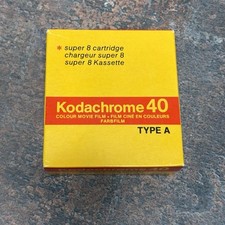 super 8 cartridge
chargeur super 8
super 8 Kassette
Kodachrome 40
COLOUR MOVIE FILM • FILM CINÉ EN COULEURS
FARBFILM
TYPE A